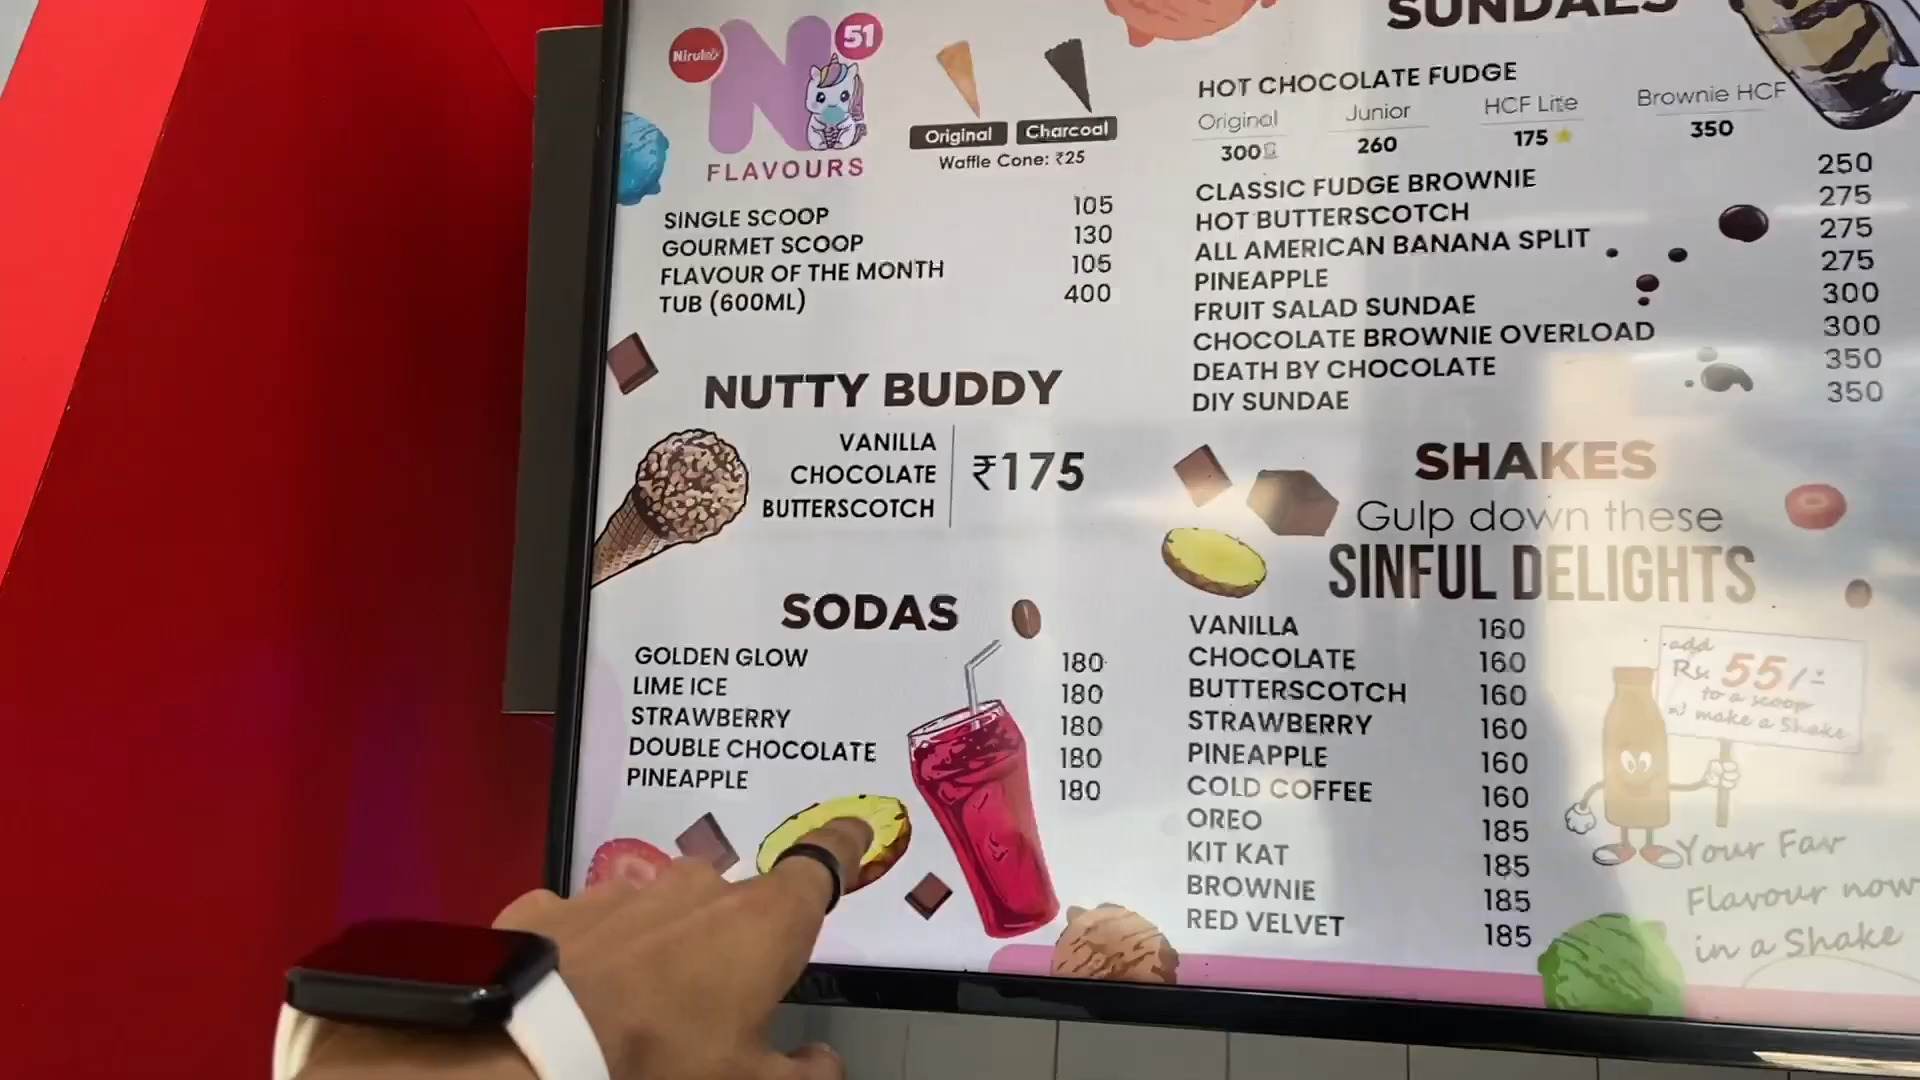 Nirula's
51
FLAVOURS
Original
Charcoal
Waffle Cone: ₹25
SINGLE SCOOP 105
GOURMET SCOOP 130
FLAVOUR OF THE MONTH 105
TUB (600ML) 400
NUTTY BUDDY
VANILLA
CHOCOLATE
BUTTERSCOTCH
₹175
SODAS
GOLDEN GLOW 180
LIME ICE 180
STRAWBERRY 180
DOUBLE CHOCOLATE 180
PINEAPPLE 180
SUNDAES
HOT CHOCOLATE FUDGE
Original Junior HCF Lite Brownie HCF
300 260 175 350
CLASSIC FUDGE BROWNIE 250
HOT BUTTERSCOTCH 275
ALL AMERICAN BANANA SPLIT 275
PINEAPPLE 275
FRUIT SALAD SUNDAE 300
CHOCOLATE BROWNIE OVERLOAD 300
DEATH BY CHOCOLATE 350
DIY SUNDAE 350
SHAKES
Gulp down these
SINFUL DELIGHTS
VANILLA 160
CHOCOLATE 160
BUTTERSCOTCH 160
STRAWBERRY 160
PINEAPPLE 160
COLD COFFEE 160
OREO 185
KIT KAT 185
BROWNIE 185
RED VELVET 185
add
Rs. 55/-
to a scoop
n' make a Shake
Your Fav
Flavour now
in a Shake